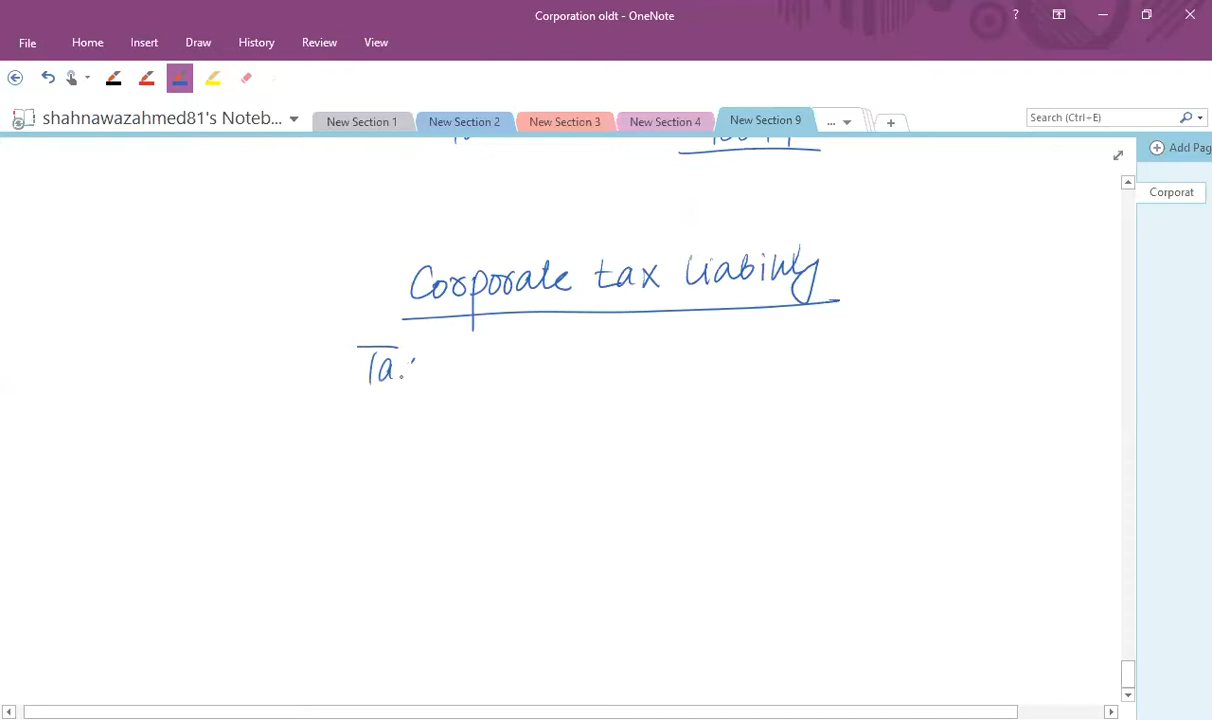 Corporation oldt - OneNote
?
File Home Insert Draw History Review View
shahnawazahmed81's Noteb... New Section 1 New Section 2 New Section 3 New Section 4 New Section 9 ... + Search (Ctrl+E)
+ Add Pag
Corporat
Corporate tax liability
Ta